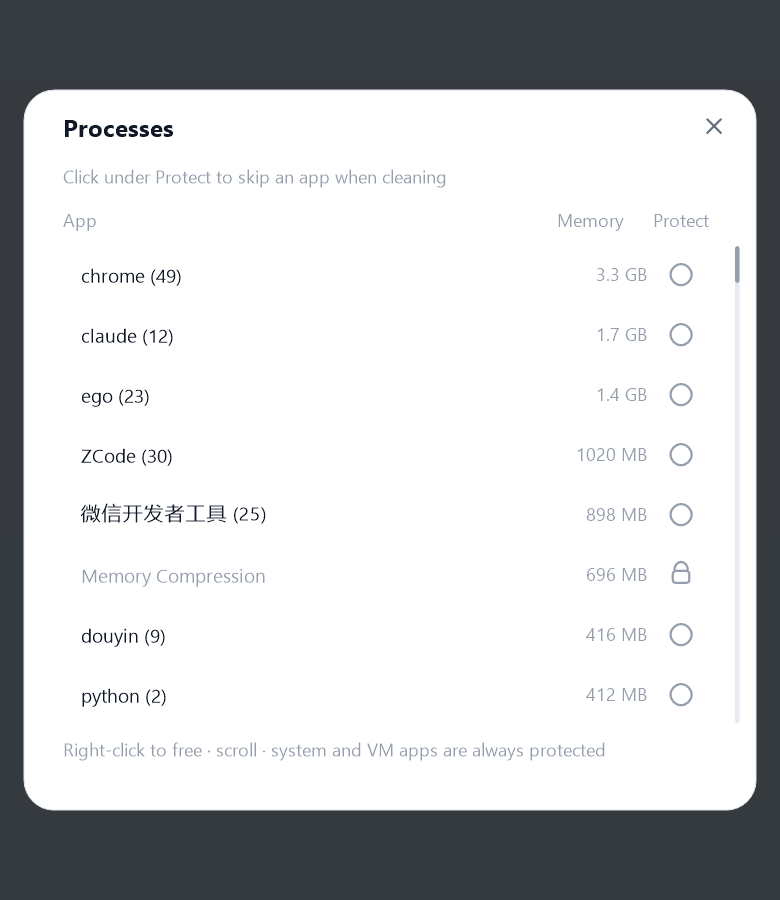 Processes
Click under Protect to skip an app when cleaning
App Memory Protect
chrome (49) 3.3 GB
claude (12) 1.7 GB
ego (23) 1.4 GB
ZCode (30) 1020 MB
微信开发者工具 (25) 898 MB
Memory Compression 696 MB
douyin (9) 416 MB
python (2) 412 MB
Right-click to free · scroll · system and VM apps are always protected